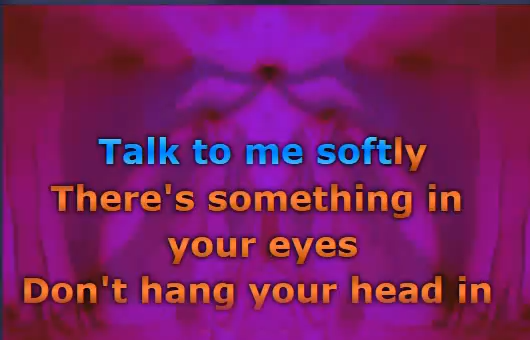 Talk to me softly
There's something in
your eyes
Don't hang your head in